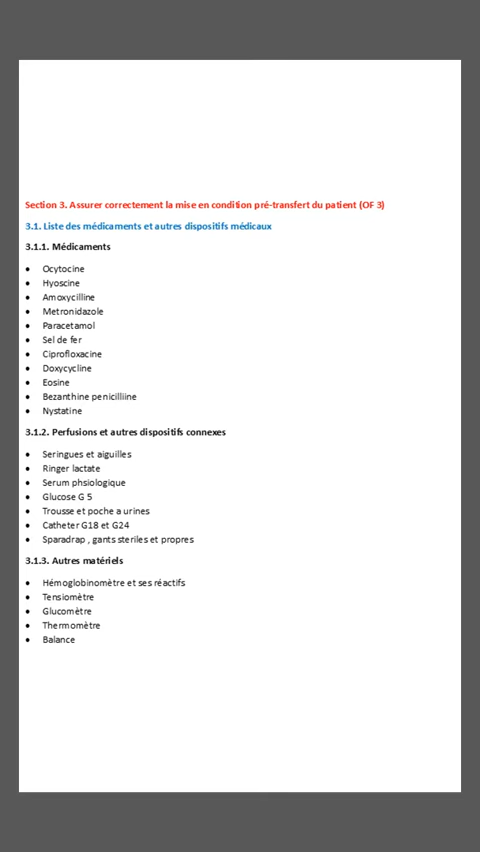 Section 3. Assurer correctement la mise en condition pré-transfert du patient (OF 3)
3.1. Liste des médicaments et autres dispositifs médicaux
3.1.1. Médicaments
• Ocytocine
• Hyoscine
• Amoxycilline
• Metronidazole
• Paracetamol
• Sel de fer
• Ciprofloxacine
• Doxycycline
• Eosine
• Bezanthine penicilliine
• Nystatine
3.1.2. Perfusions et autres dispositifs connexes
• Seringues et aiguilles
• Ringer lactate
• Serum phsiologique
• Glucose G 5
• Trousse et poche a urines
• Catheter G18 et G24
• Sparadrap , gants steriles et propres
3.1.3. Autres matériels
• Hémoglobinomètre et ses réactifs
• Tensiomètre
• Glucomètre
• Thermomètre
• Balance